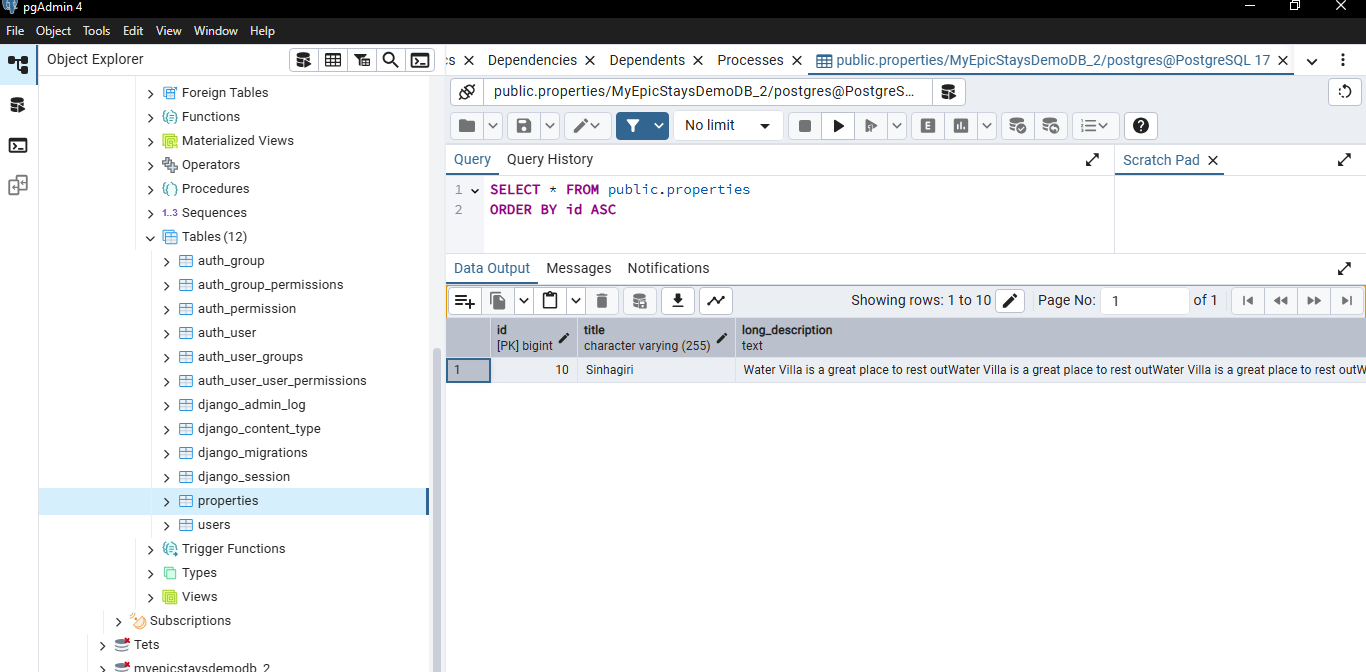 pgAdmin 4
File Object Tools Edit View Window Help
Object Explorer
Foreign Tables
Functions
Materialized Views
Operators
Procedures
1..3 Sequences
Tables (12)
auth_group
auth_group_permissions
auth_permission
auth_user
auth_user_groups
auth_user_user_permissions
django_admin_log
django_content_type
django_migrations
django_session
properties
users
Trigger Functions
Types
Views
Subscriptions
Tets
myepicstaysdemodb_2
cs Dependencies Dependents Processes public.properties/MyEpicStaysDemoDB_2/postgres@PostgreSQL 17
public.properties/MyEpicStaysDemoDB_2/postgres@PostgreS...
No limit E
Query Query History Scratch Pad
1 SELECT * FROM public.properties
2 ORDER BY id ASC
Data Output Messages Notifications
Showing rows: 1 to 10 Page No: 1 of 1
id title long_description
[PK] bigint character varying (255) text
1 10 Sinhagiri Water Villa is a great place to rest outWater Villa is a great place to rest outWater Villa is a great place to rest outW